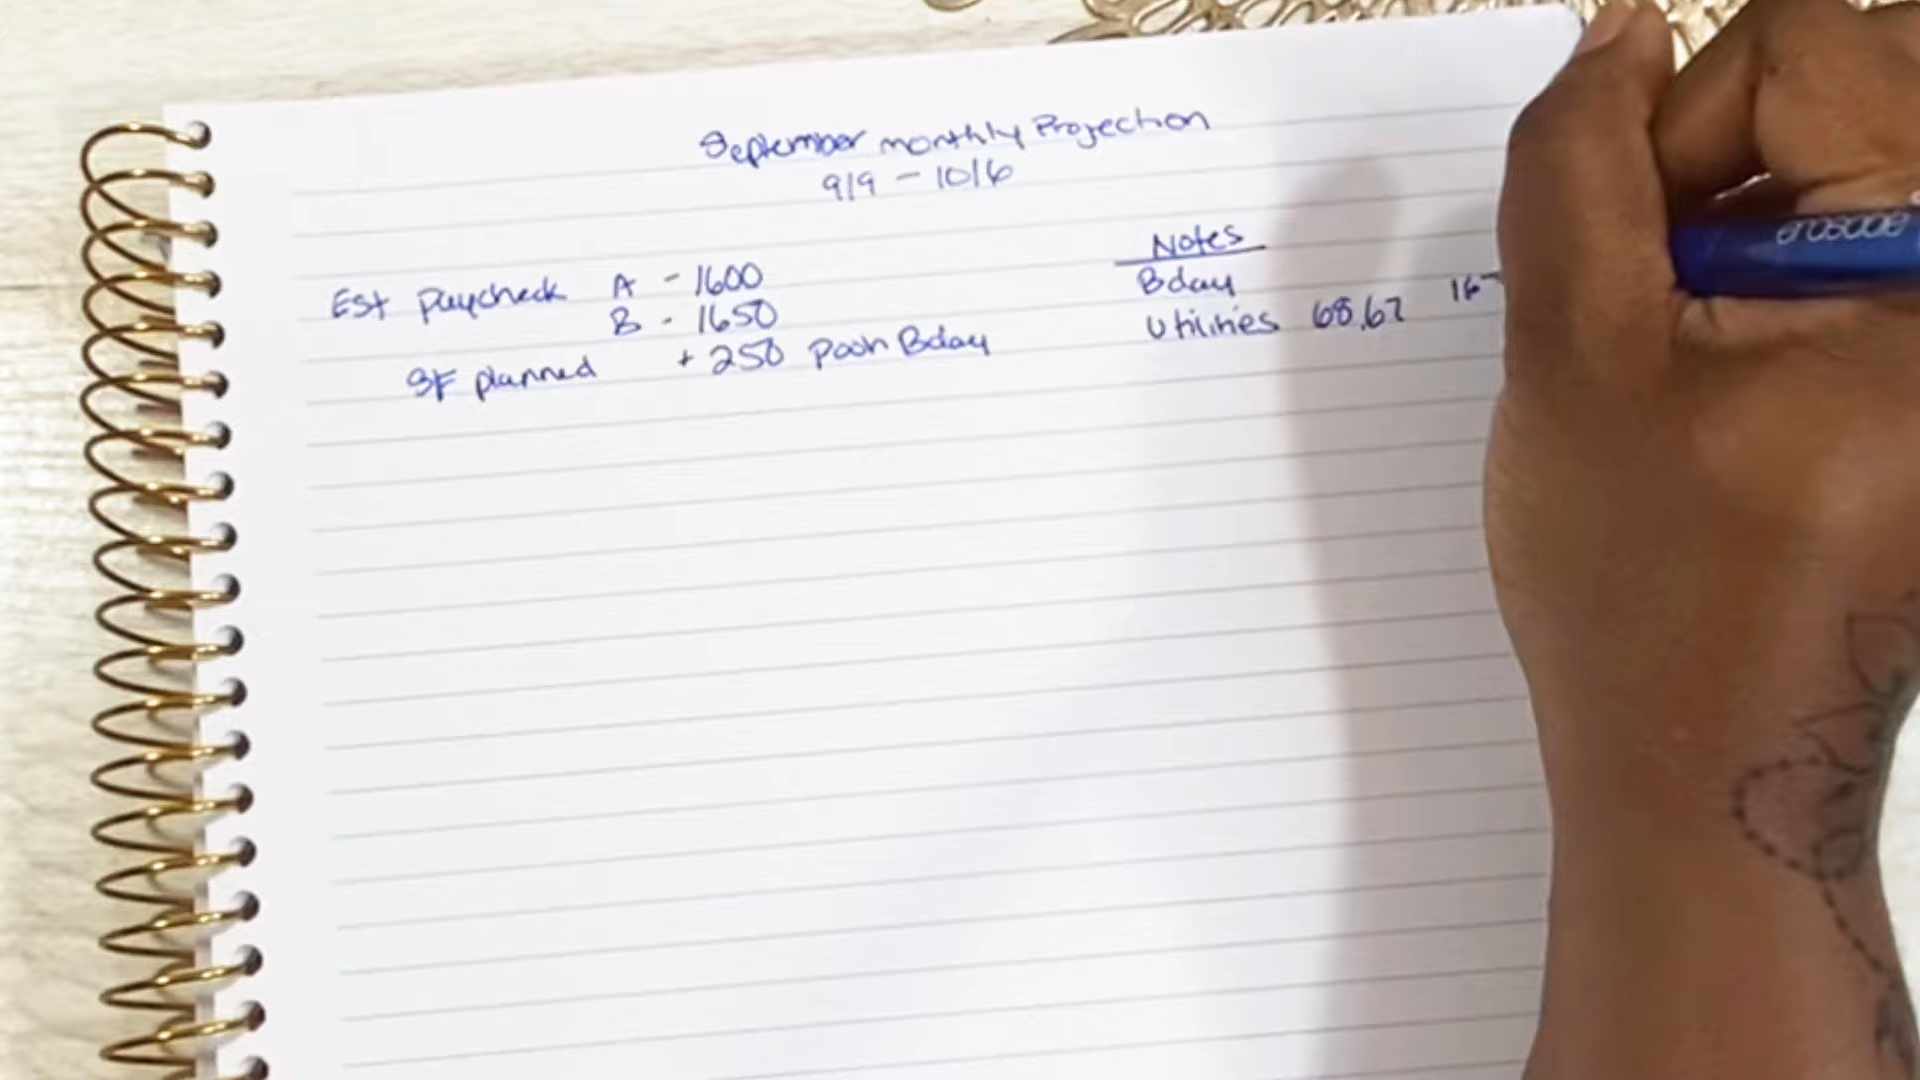 September monthly Projection
9/9 - 10/6
Est Paycheck A - 1600
B - 1650
SF planned + 250 Pooh Bday
Notes
Bday
Utilities 68.67